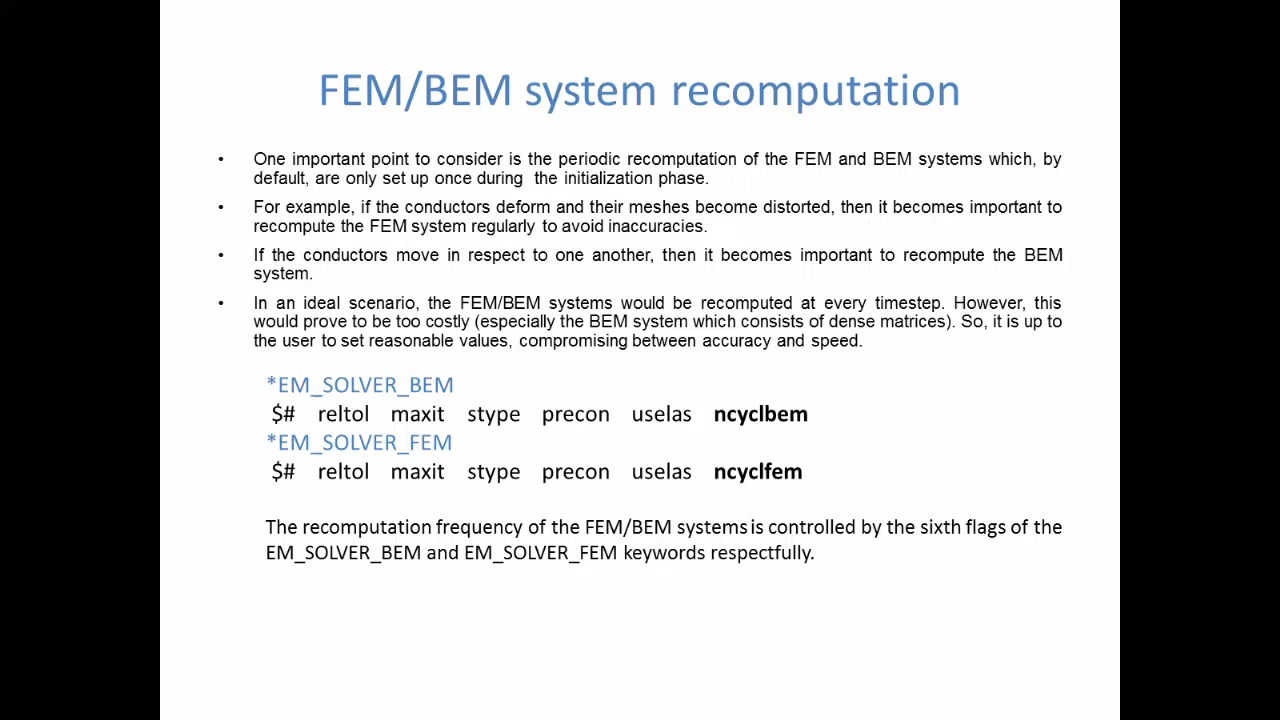 FEM/BEM system recomputation
• One important point to consider is the periodic recomputation of the FEM and BEM systems which, by
default, are only set up once during the initialization phase.
• For example, if the conductors deform and their meshes become distorted, then it becomes important to
recompute the FEM system regularly to avoid inaccuracies.
• If the conductors move in respect to one another, then it becomes important to recompute the BEM
system.
• In an ideal scenario, the FEM/BEM systems would be recomputed at every timestep. However, this
would prove to be too costly (especially the BEM system which consists of dense matrices). So, it is up to
the user to set reasonable values, compromising between accuracy and speed.
*EM_SOLVER_BEM
$# reltol maxit stype precon uselas ncyclbem
*EM_SOLVER_FEM
$# reltol maxit stype precon uselas ncyclfem
The recomputation frequency of the FEM/BEM systems is controlled by the sixth flags of the
EM_SOLVER_BEM and EM_SOLVER_FEM keywords respectfully.